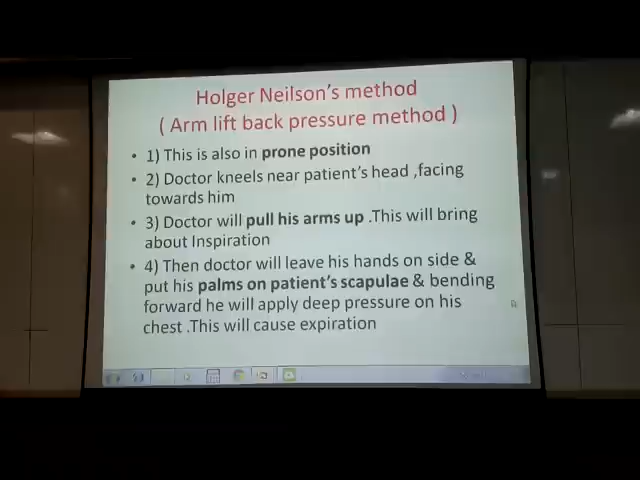 Holger Neilson's method
( Arm lift back pressure method )
• 1) This is also in prone position
• 2) Doctor kneels near patient's head ,facing
towards him
• 3) Doctor will pull his arms up .This will bring
about Inspiration
• 4) Then doctor will leave his hands on side &
put his palms on patient's scapulae & bending
forward he will apply deep pressure on his
chest .This will cause expiration